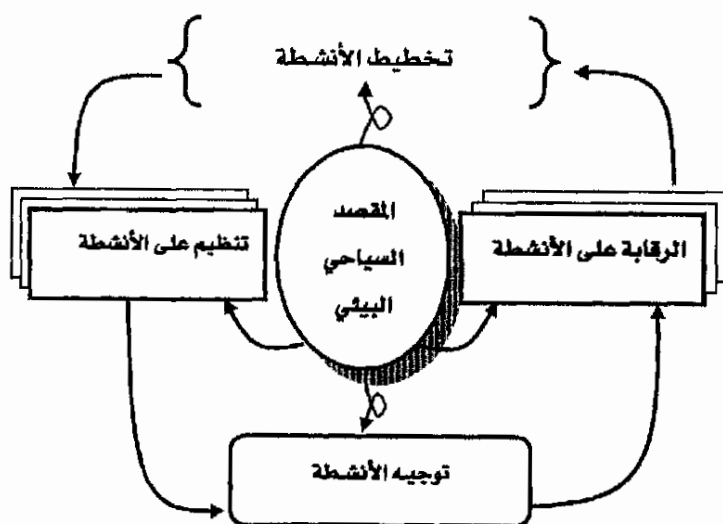 تخطيط الأنشطة
المقصد
السياحي
البيئي
الرقابة على الأنشطة
تنظيم على الأنشطة
توجيه الأنشطة